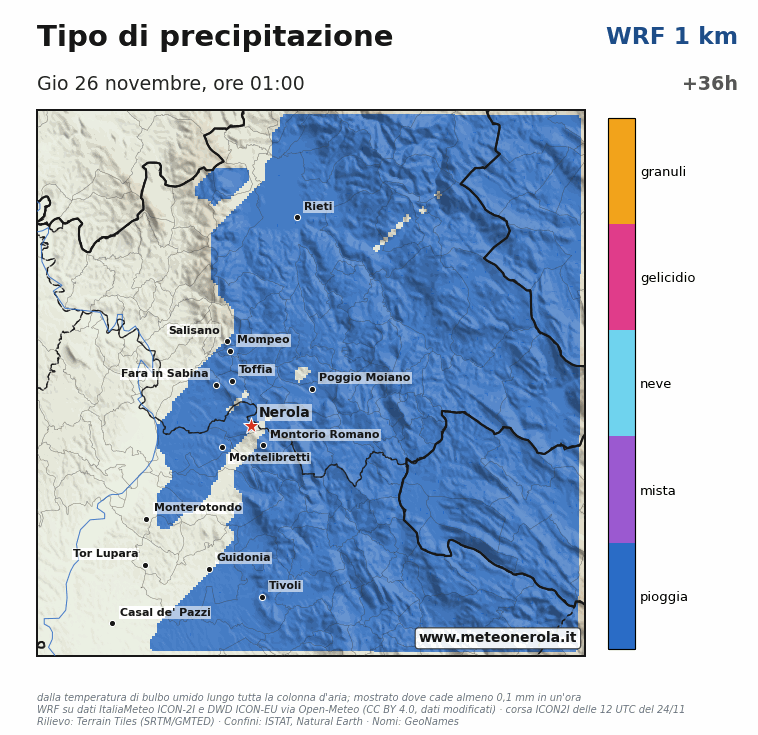 Tipo di precipitazione
WRF 1 km
Gio 26 novembre, ore 01:00
+36h
granuli
gelicidio
neve
mista
pioggia
Rieti
Salisano
Mompeo
Fara in Sabina
Toffia
Poggio Moiano
Nerola
Montorio Romano
Montelibretti
Monterotondo
Tor Lupara
Guidonia
Tivoli
Casal de' Pazzi
www.meteonerola.it
dalla temperatura di bulbo umido lungo tutta la colonna d'aria; mostrato dove cade almeno 0,1 mm in un'ora
WRF su dati ItaliaMeteo ICON-2I e DWD ICON-EU via Open-Meteo (CC BY 4.0, dati modificati) · corsa ICON2I delle 12 UTC del 24/11
Rilievo: Terrain Tiles (SRTM/GMTED) · Confini: ISTAT, Natural Earth · Nomi: GeoNames